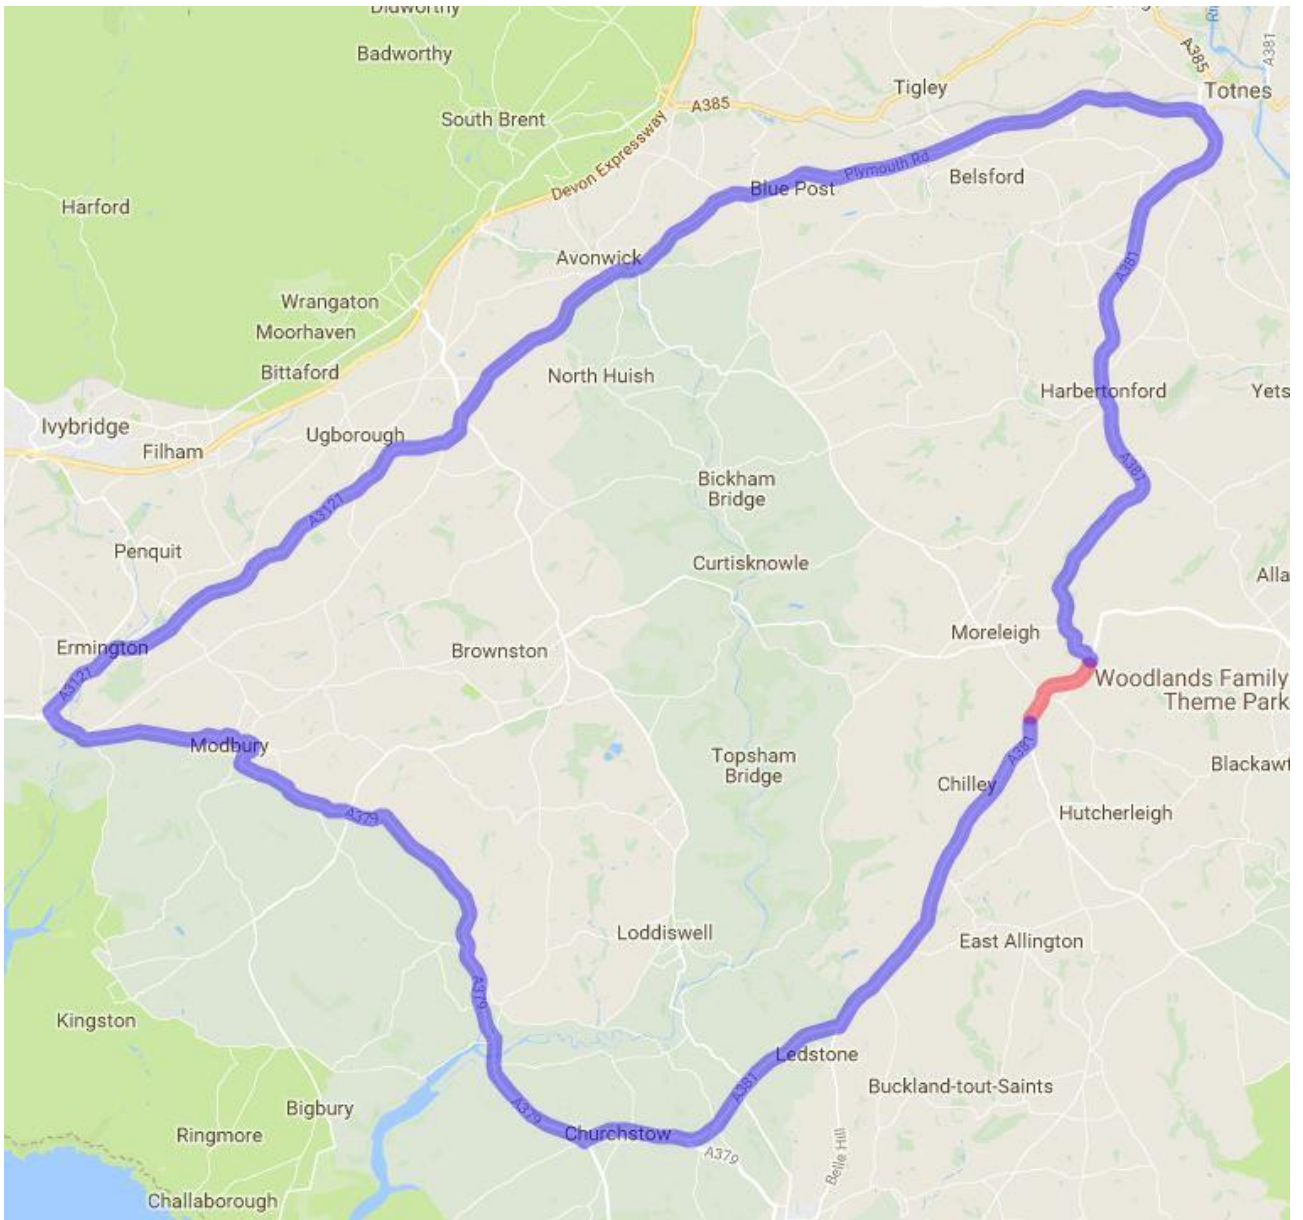 Didworthy
Badworthy
A385
A381
Tigley
Totnes
A385
South Brent
Devon Expressway
Plymouth Rd
Belsford
Blue Post
Harford
Avonwick
A381
Wrangaton
Moorhaven
Bittaford
North Huish
Harbertonford
Yets
Ivybridge
Ugborough
Filham
A381
Bickham
Bridge
A3121
Penquit
Curtisknowle
Alla
Moreleigh
Ermington
Brownston
A3121
Woodlands Family
Theme Park
Modbury
A381
Topsham
Bridge
Blackawt
Chilley
A379
Hutcherleigh
Loddiswell
East Allington
A379
Kingston
Ledstone
A381
Buckland-tout-Saints
Bigbury
A379
Churchstow
Ringmore
A379
Belle Hill
Challaborough